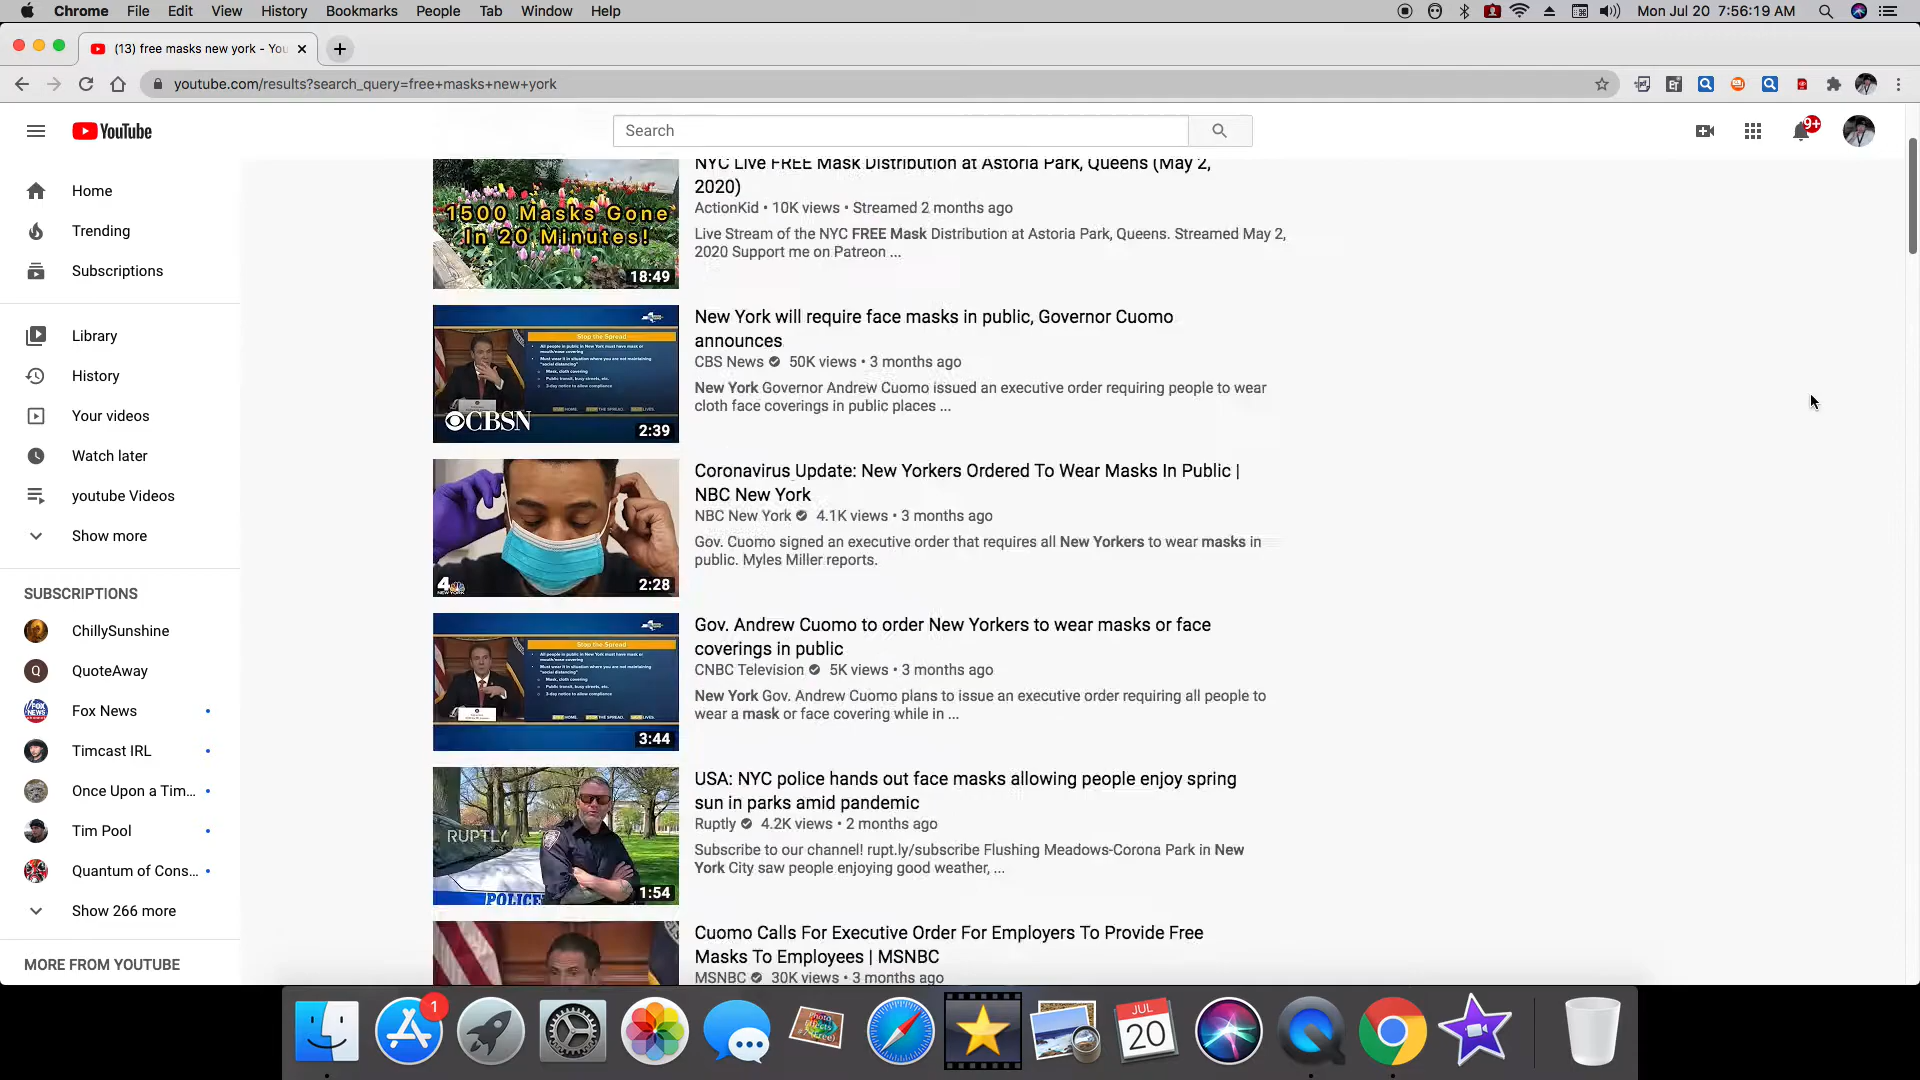 Chrome File Edit View History Bookmarks People Tab Window Help Mon Jul 20 7:56:19 AM
(13) free masks new york - You
youtube.com/results?search_query=free+masks+new+york
YouTube
Search
9+
Home
Trending
Subscriptions
Library
History
Your videos
Watch later
youtube Videos
Show more
SUBSCRIPTIONS
ChillySunshine
Q QuoteAway
Fox News
Timcast IRL
Once Upon a Tim...
Tim Pool
Quantum of Cons...
Show 266 more
MORE FROM YOUTUBE
1500 Masks Gone
In 20 Minutes!
18:49
NYC Live FREE Mask Distribution at Astoria Park, Queens (May 2,
2020)
ActionKid • 10K views • Streamed 2 months ago
Live Stream of the NYC FREE Mask Distribution at Astoria Park, Queens. Streamed May 2,
2020 Support me on Patreon ...
Stop the Spread
CBSN
2:39
New York will require face masks in public, Governor Cuomo
announces
CBS News 50K views • 3 months ago
New York Governor Andrew Cuomo issued an executive order requiring people to wear
cloth face coverings in public places ...
4
NEW YORK
2:28
Coronavirus Update: New Yorkers Ordered To Wear Masks In Public |
NBC New York
NBC New York 4.1K views • 3 months ago
Gov. Cuomo signed an executive order that requires all New Yorkers to wear masks in
public. Myles Miller reports.
Stop the Spread
3:44
Gov. Andrew Cuomo to order New Yorkers to wear masks or face
coverings in public
CNBC Television 5K views • 3 months ago
New York Gov. Andrew Cuomo plans to issue an executive order requiring all people to
wear a mask or face covering while in ...
RUPTLY
POLICE
1:54
USA: NYC police hands out face masks allowing people enjoy spring
sun in parks amid pandemic
Ruptly 4.2K views • 2 months ago
Subscribe to our channel! rupt.ly/subscribe Flushing Meadows-Corona Park in New
York City saw people enjoying good weather, ...
Cuomo Calls For Executive Order For Employers To Provide Free
Masks To Employees | MSNBC
MSNBC 30K views • 3 months ago
1
JUL
20